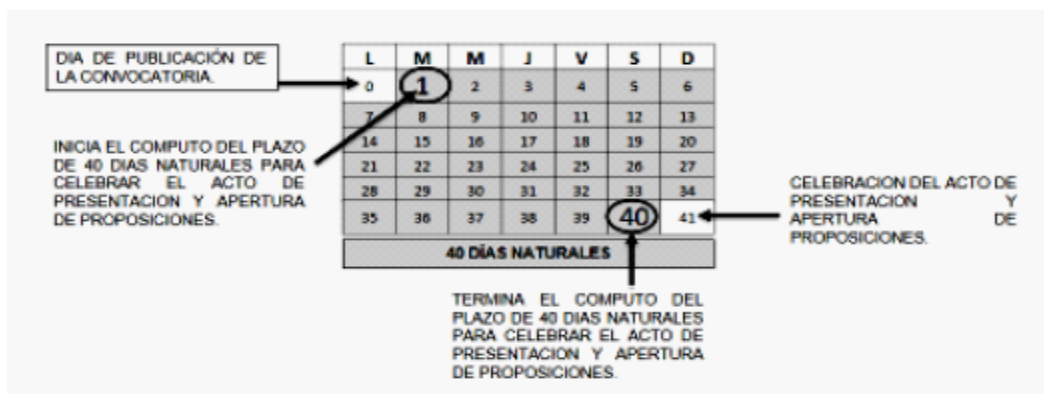 DIA DE PUBLICACIÓN DE
LA CONVOCATORIA.
INICIA EL COMPUTO DEL PLAZO
DE 40 DIAS NATURALES PARA
CELEBRAR EL ACTO DE
PRESENTACION Y APERTURA
DE PROPOSICIONES.
L M M J V S D
0 1 2 3 4 5 6
7 8 9 10 11 12 13
14 15 16 17 18 19 20
21 22 23 24 25 26 27
28 29 30 31 32 33 34
35 36 37 38 39 40 41
40 DÍAS NATURALES
CELEBRACION DEL ACTO DE
PRESENTACION Y
APERTURA DE
PROPOSICIONES.
TERMINA EL COMPUTO DEL
PLAZO DE 40 DIAS NATURALES
PARA CELEBRAR EL ACTO DE
PRESENTACION Y APERTURA
DE PROPOSICIONES.